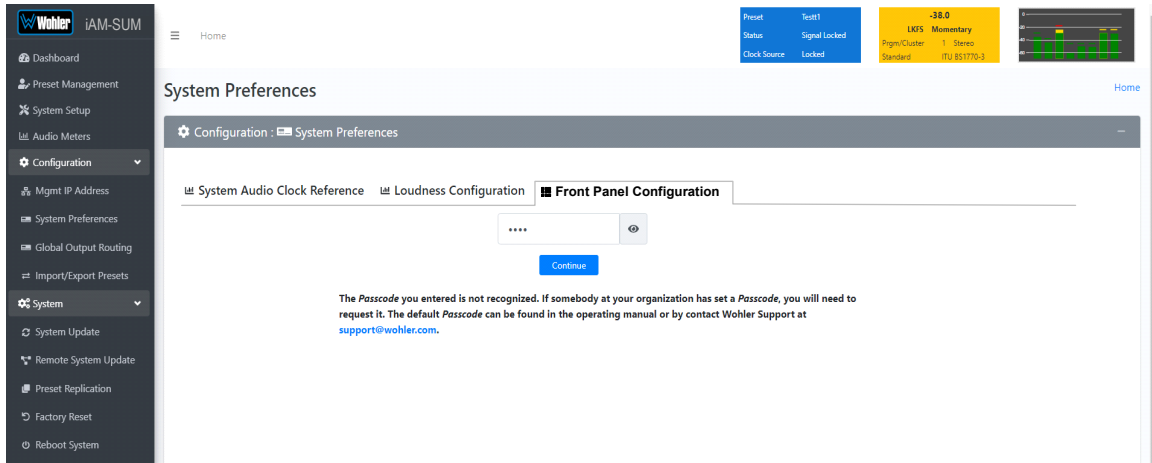 Wohler iAM-SUM
Dashboard
Preset Management
System Setup
Audio Meters
Configuration
Mgmt IP Address
System Preferences
Global Output Routing
Import/Export Presets
System
System Update
Remote System Update
Preset Replication
Factory Reset
Reboot System
Home
Preset Testt1
Status Signal Locked
Clock Source Locked
-38.0
LKFS Momentary
Prgm/Cluster 1 Stereo
Standard ITU BS1770-3
System Preferences
Home
Configuration : System Preferences
System Audio Clock Reference Loudness Configuration Front Panel Configuration
••••
Continue
The Passcode you entered is not recognized. If somebody at your organization has set a Passcode, you will need to
request it. The default Passcode can be found in the operating manual or by contact Wohler Support at
support@wohler.com.